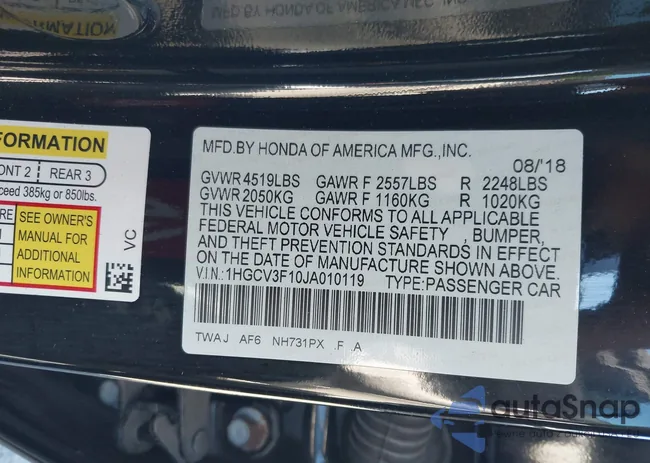 MFD.BY HONDA OF AMERICA MFG.,INC.
08/'18
GVWR 4519LBS GAWR F 2557LBS R 2248LBS
GVWR 2050KG GAWR F 1160KG R 1020KG
THIS VEHICLE CONFORMS TO ALL APPLICABLE
FEDERAL MOTOR VEHICLE SAFETY , BUMPER,
AND THEFT PREVENTION STANDARDS IN EFFECT
ON THE DATE OF MANUFACTURE SHOWN ABOVE.
V.I.N.:1HGCV3F10JA010119 TYPE:PASSENGER CAR
TWAJ AF6 NH731PX .F .A
FORMATION
ONT 2 REAR 3
ceed 385kg or 850lbs.
SEE OWNER'S
MANUAL FOR
ADDITIONAL
INFORMATION
VC
autoSnap